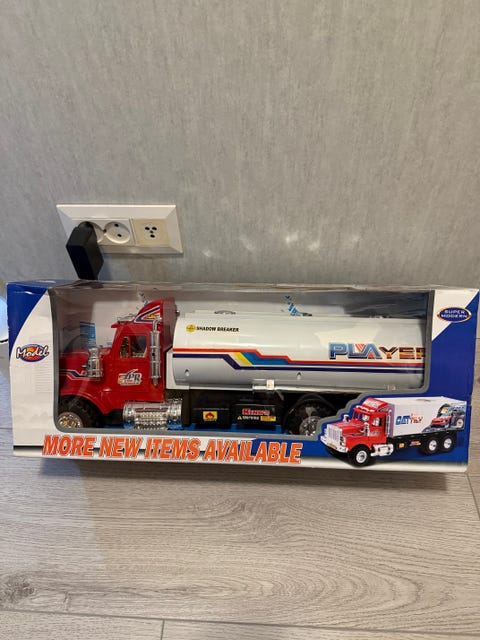 SUPER
MODERN
Model
SHADOW BREAKER
PLAYER
MORE NEW ITEMS AVAILABLE